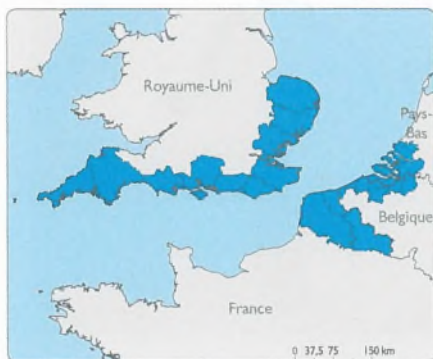 Royaume-Uni
Pays-
Bas
Belgique
France
0 37,5 75 150 km